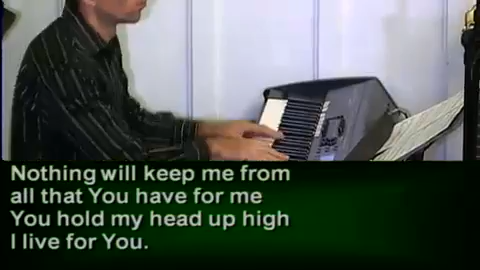 Nothing will keep me from
all that You have for me
You hold my head up high
I live for You.